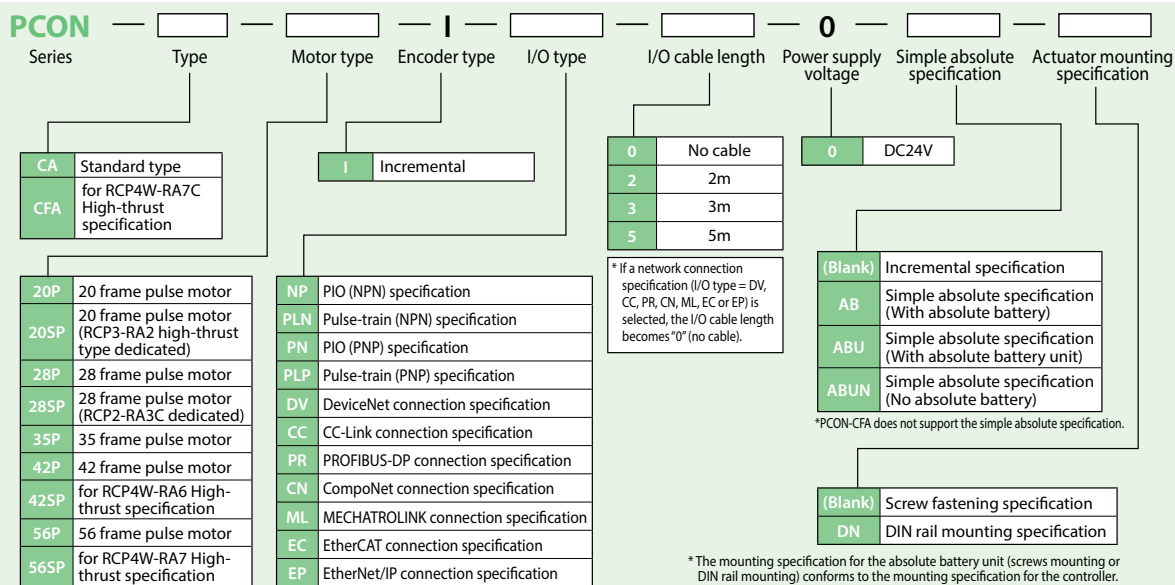 PCON — — — I — — — 0 — —
Series Type Motor type Encoder type I/O type I/O cable length Power supply voltage Simple absolute specification Actuator mounting specification
CA Standard type
CFA for RCP4W-RA7C
High-thrust
specification
I Incremental
0 No cable
2 2m
3 3m
5 5m
* If a network connection
specification (I/O type = DV,
CC, PR, CN, ML, EC or EP) is
selected, the I/O cable length
becomes "0" (no cable).
0 DC24V
20P 20 frame pulse motor
20SP 20 frame pulse motor
(RCP3-RA2 high-thrust
type dedicated)
28P 28 frame pulse motor
28SP 28 frame pulse motor
(RCP2-RA3C dedicated)
35P 35 frame pulse motor
42P 42 frame pulse motor
42SP for RCP4W-RA6 High-
thrust specification
56P 56 frame pulse motor
56SP for RCP4W-RA7 High-
thrust specification
NP PIO (NPN) specification
PLN Pulse-train (NPN) specification
PN PIO (PNP) specification
PLP Pulse-train (PNP) specification
DV DeviceNet connection specification
CC CC-Link connection specification
PR PROFIBUS-DP connection specification
CN CompoNet connection specification
ML MECHATROLINK connection specification
EC EtherCAT connection specification
EP EtherNet/IP connection specification
(Blank) Incremental specification
AB Simple absolute specification
(With absolute battery)
ABU Simple absolute specification
(With absolute battery unit)
ABUN Simple absolute specification
(No absolute battery)
*PCON-CFA does not support the simple absolute specification.
(Blank) Screw fastening specification
DN DIN rail mounting specification
* The mounting specification for the absolute battery unit (screws mounting or
DIN rail mounting) conforms to the mounting specification for the controller.